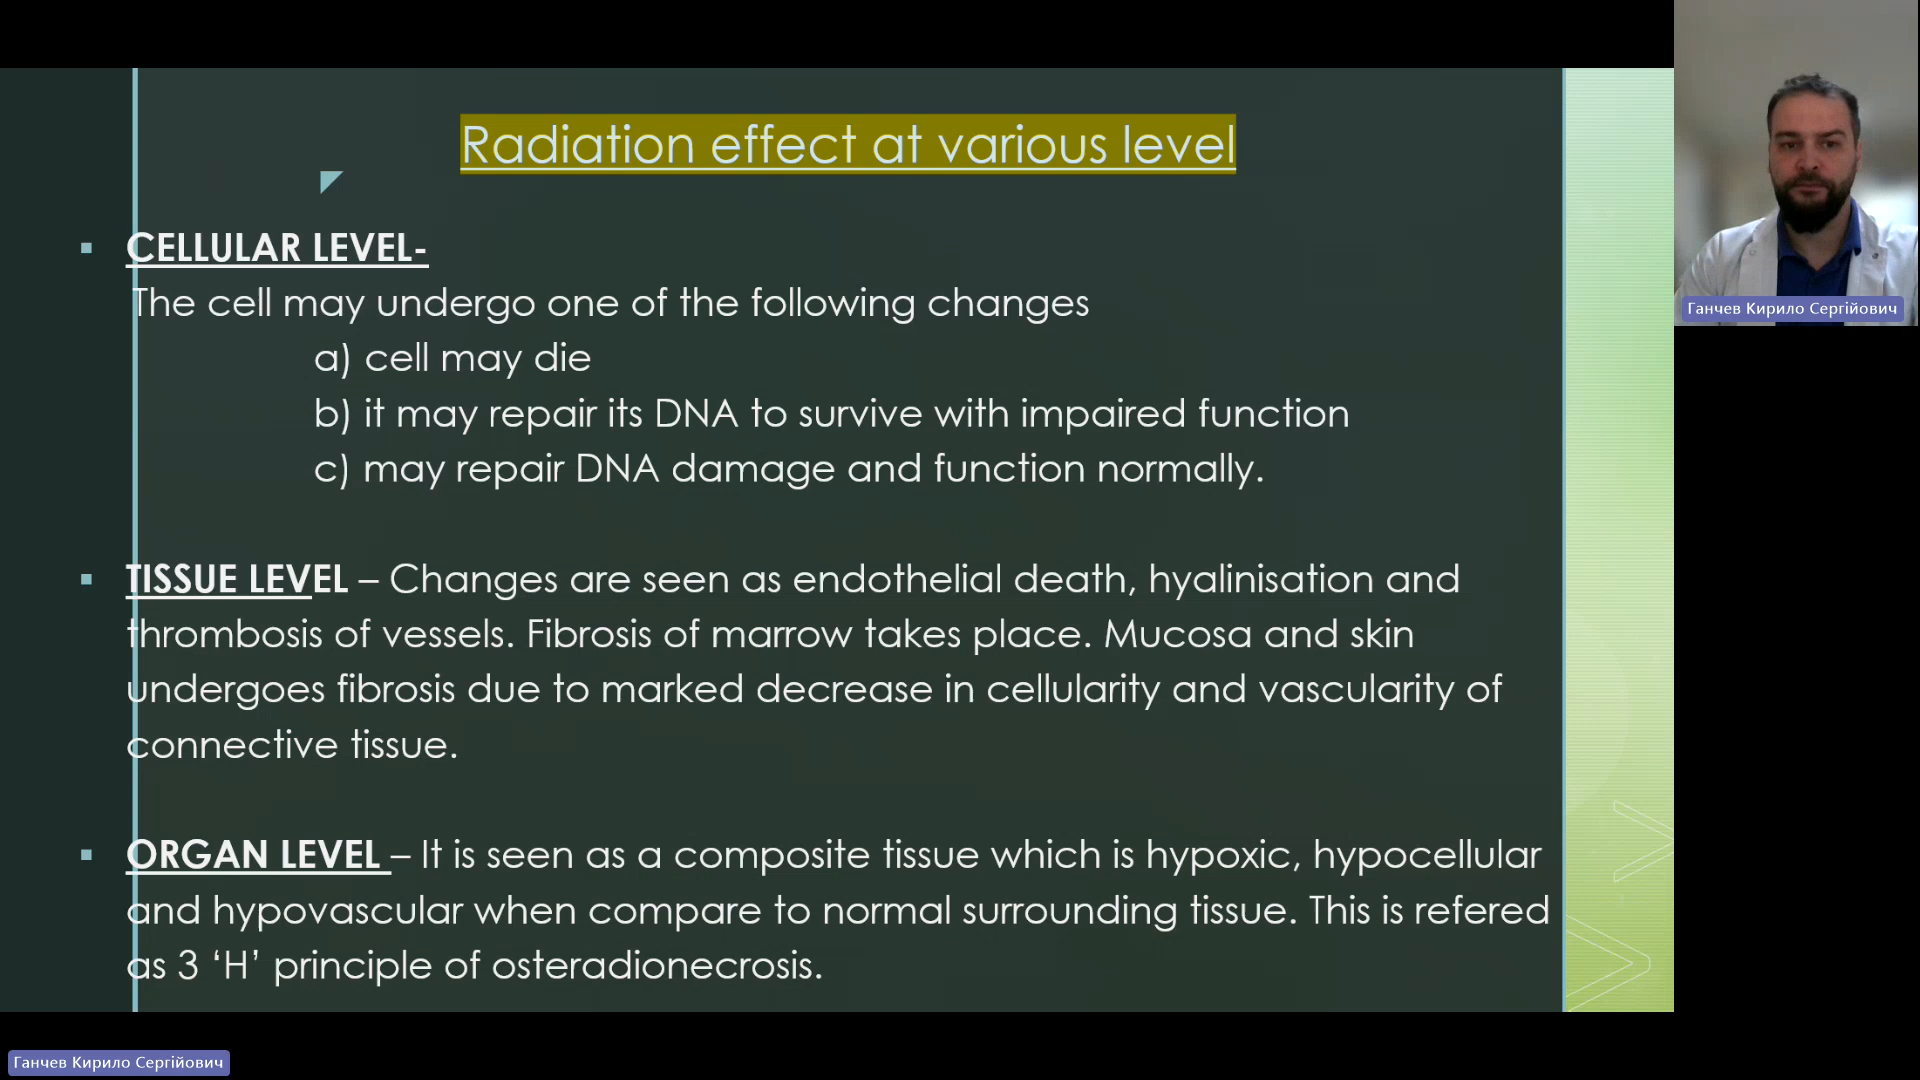 Radiation effect at various level
CELLULAR LEVEL-
The cell may undergo one of the following changes
a) cell may die
b) it may repair its DNA to survive with impaired function
c) may repair DNA damage and function normally.
TISSUE LEVEL – Changes are seen as endothelial death, hyalinisation and
thrombosis of vessels. Fibrosis of marrow takes place. Mucosa and skin
undergoes fibrosis due to marked decrease in cellularity and vascularity of
connective tissue.
ORGAN LEVEL – It is seen as a composite tissue which is hypoxic, hypocellular
and hypovascular when compare to normal surrounding tissue. This is refered
as 3 ‘H’ principle of osteradionecrosis.
Ганчев Кирило Сергійович
Ганчев Кирило Сергійович